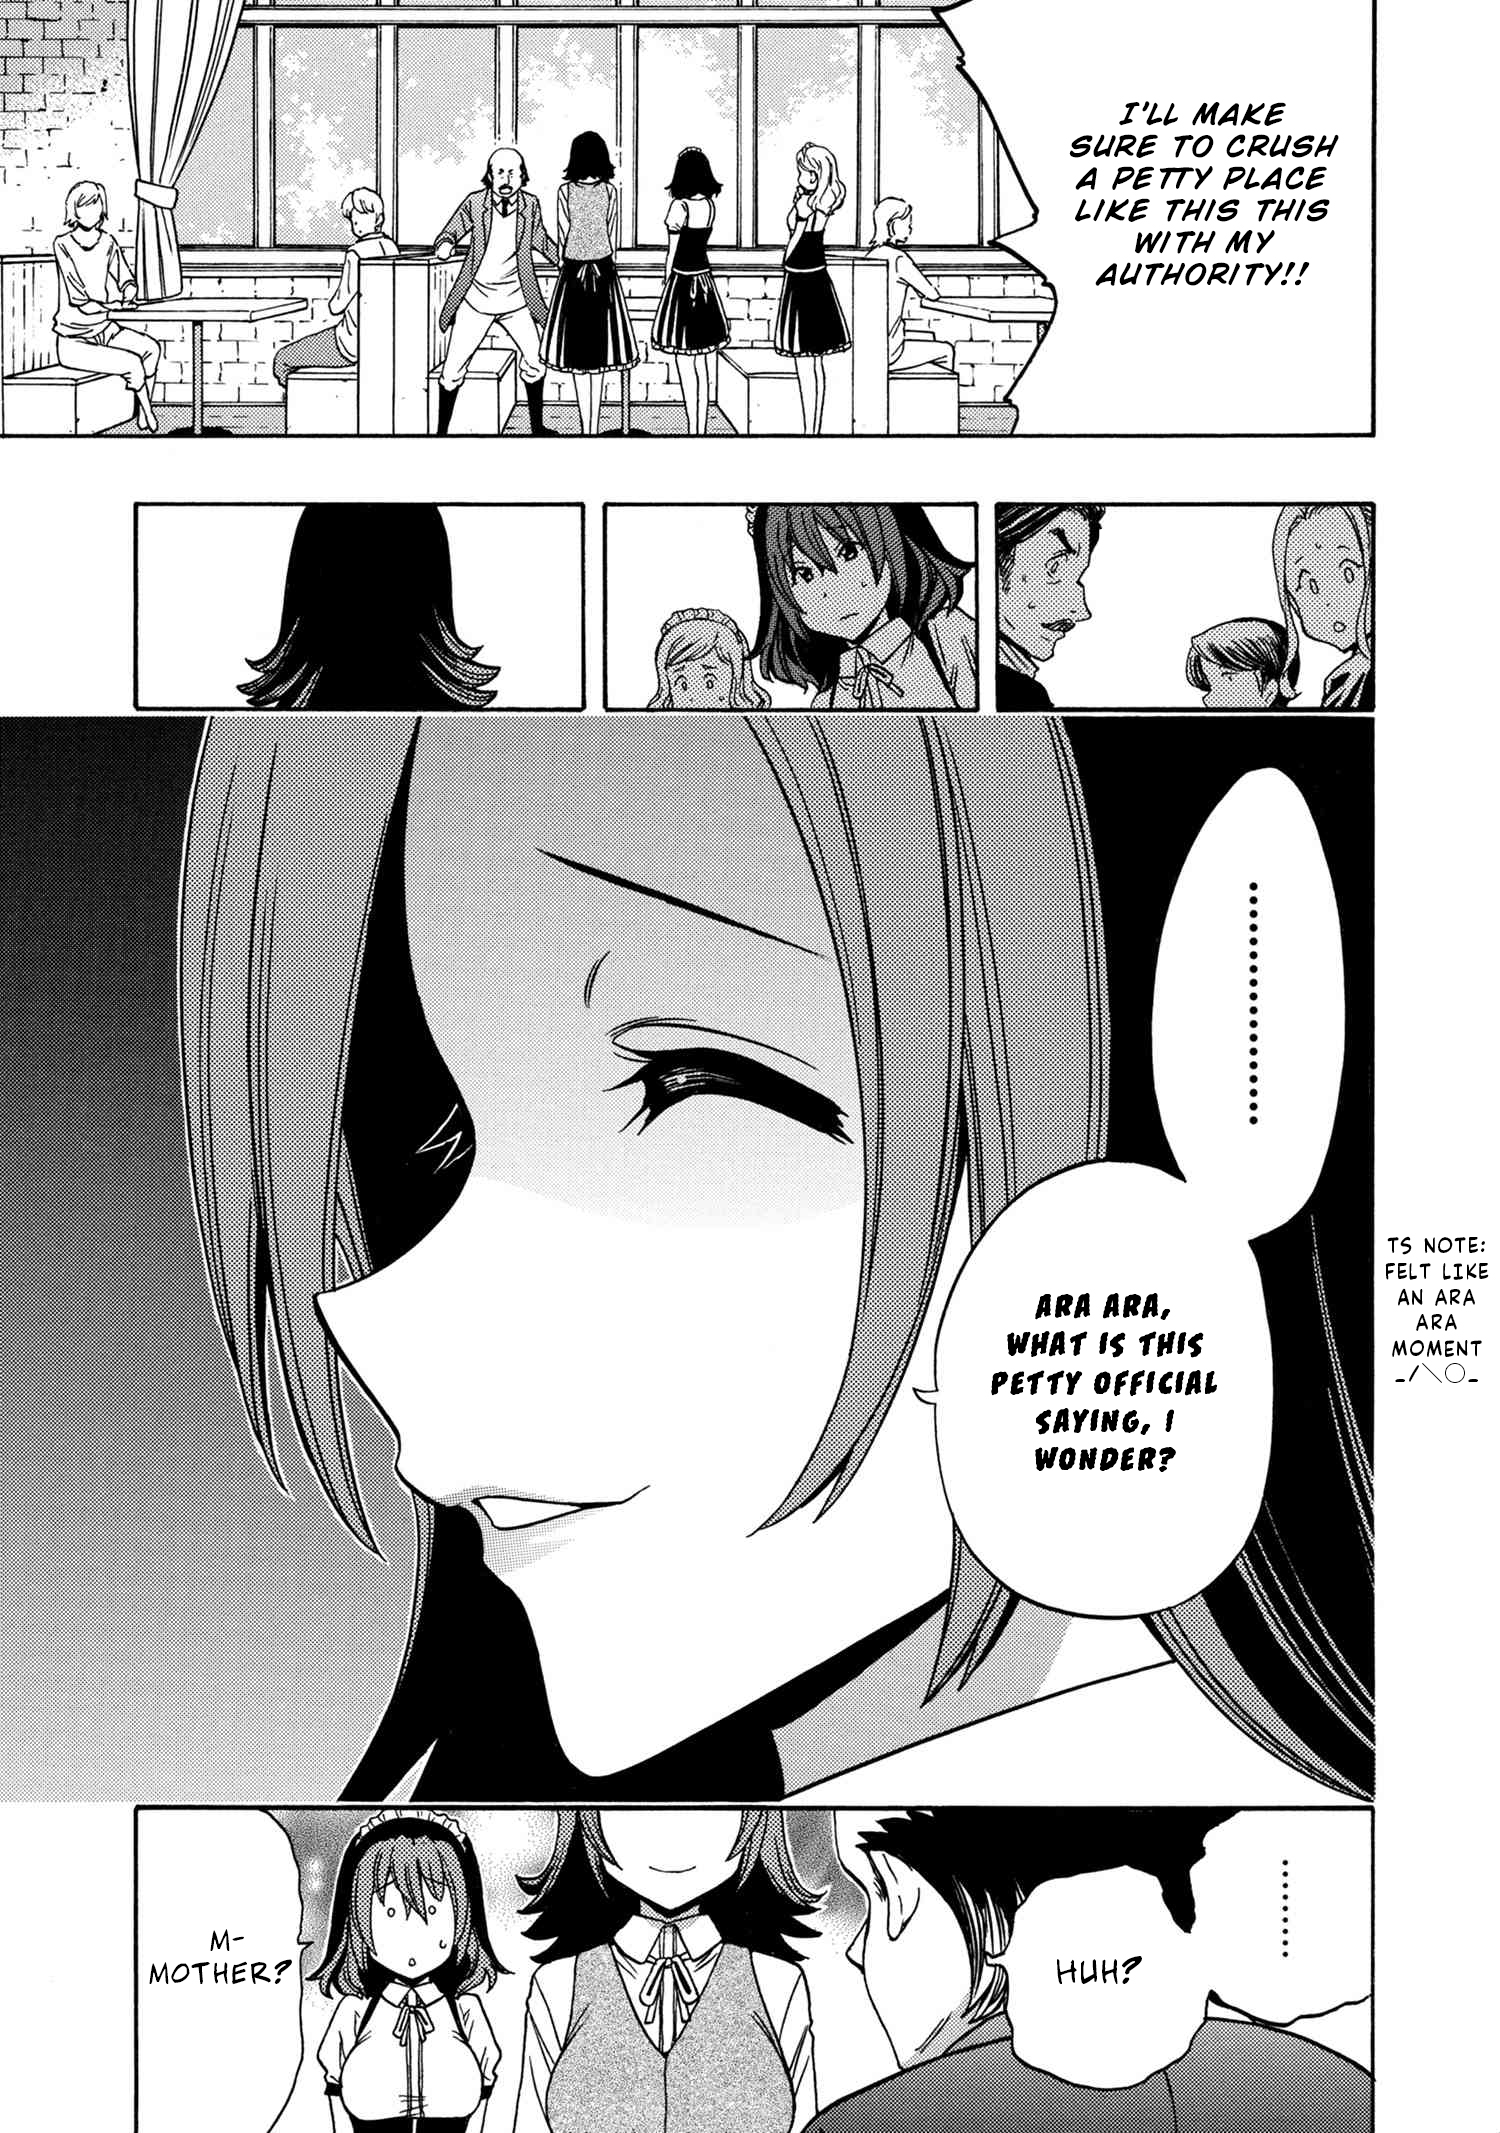 I'LL MAKE
SURE TO CRUSH
A PETTY PLACE
LIKE THIS THIS
WITH MY
AUTHORITY!!
............
ARA ARA,
WHAT IS THIS
PETTY OFFICIAL
SAYING, I
WONDER?
TS NOTE:
FELT LIKE
AN ARA
ARA
MOMENT
_/\○_
........
HUH?
M-
MOTHER?